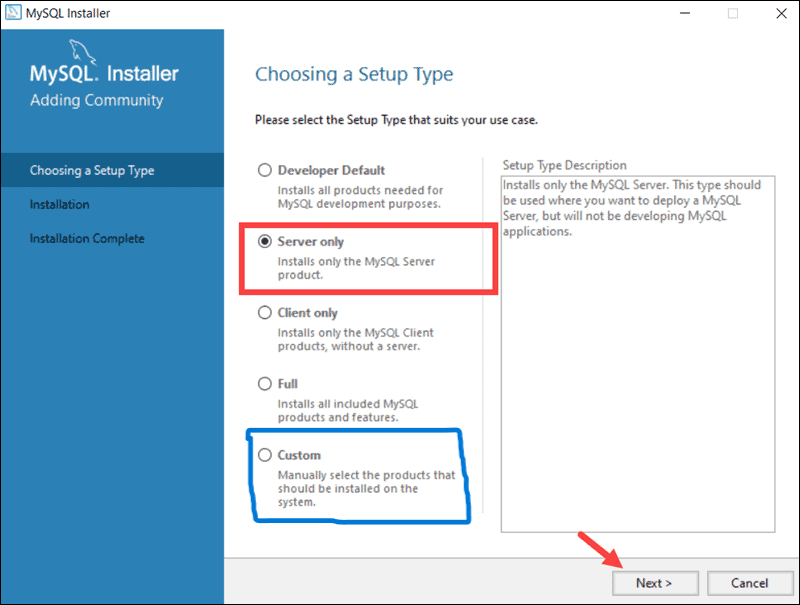 MySQL Installer
MySQL. Installer
Adding Community
Choosing a Setup Type
Installation
Installation Complete
Choosing a Setup Type
Please select the Setup Type that suits your use case.
Developer Default
Installs all products needed for
MySQL development purposes.
Server only
Installs only the MySQL Server
product.
Client only
Installs only the MySQL Client
products, without a server.
Full
Installs all included MySQL
products and features.
Custom
Manually select the products that
should be installed on the
system.
Setup Type Description
Installs only the MySQL Server. This type should
be used where you want to deploy a MySQL
Server, but will not be developing MySQL
applications.
Next >
Cancel